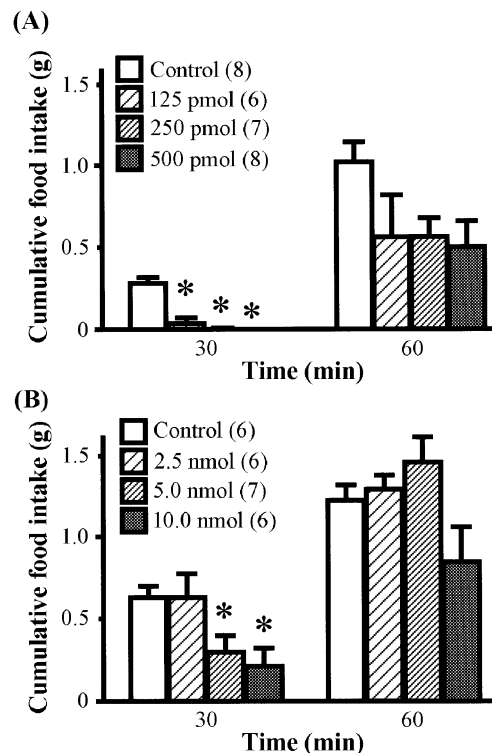 (A)
Cumulative food intake (g)
1.5
1.0
0.5
0
Control (8)
125 pmol (6)
250 pmol (7)
500 pmol (8)
* * *
30 60
Time (min)
(B)
Cumulative food intake (g)
1.5
1.0
0.5
0
Control (6)
2.5 nmol (6)
5.0 nmol (7)
10.0 nmol (6)
* *
30 60
Time (min)